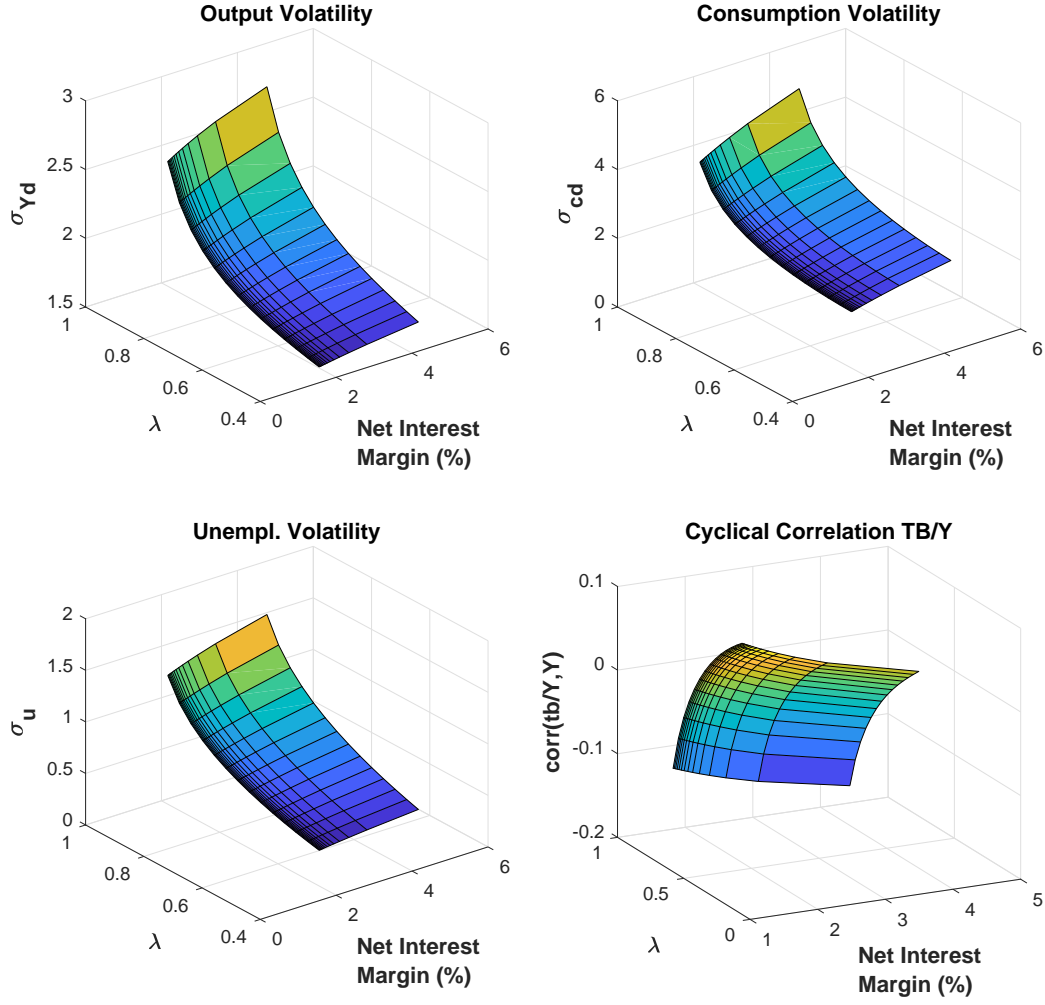 Output Volatility
3
2.5
2
1.5
σYd
1
0.8
0.6
0.4
λ
0
2
4
6
Net Interest
Margin (%)
Consumption Volatility
6
4
2
0
σcd
1
0.8
0.6
0.4
λ
0
2
4
6
Net Interest
Margin (%)
Unempl. Volatility
2
1.5
1
0.5
0
σu
1
0.8
0.6
0.4
λ
0
2
4
6
Net Interest
Margin (%)
Cyclical Correlation TB/Y
0.1
0
-0.1
-0.2
corr(tb/Y,Y)
1
0.5
0
λ
1
2
3
4
5
Net Interest
Margin (%)